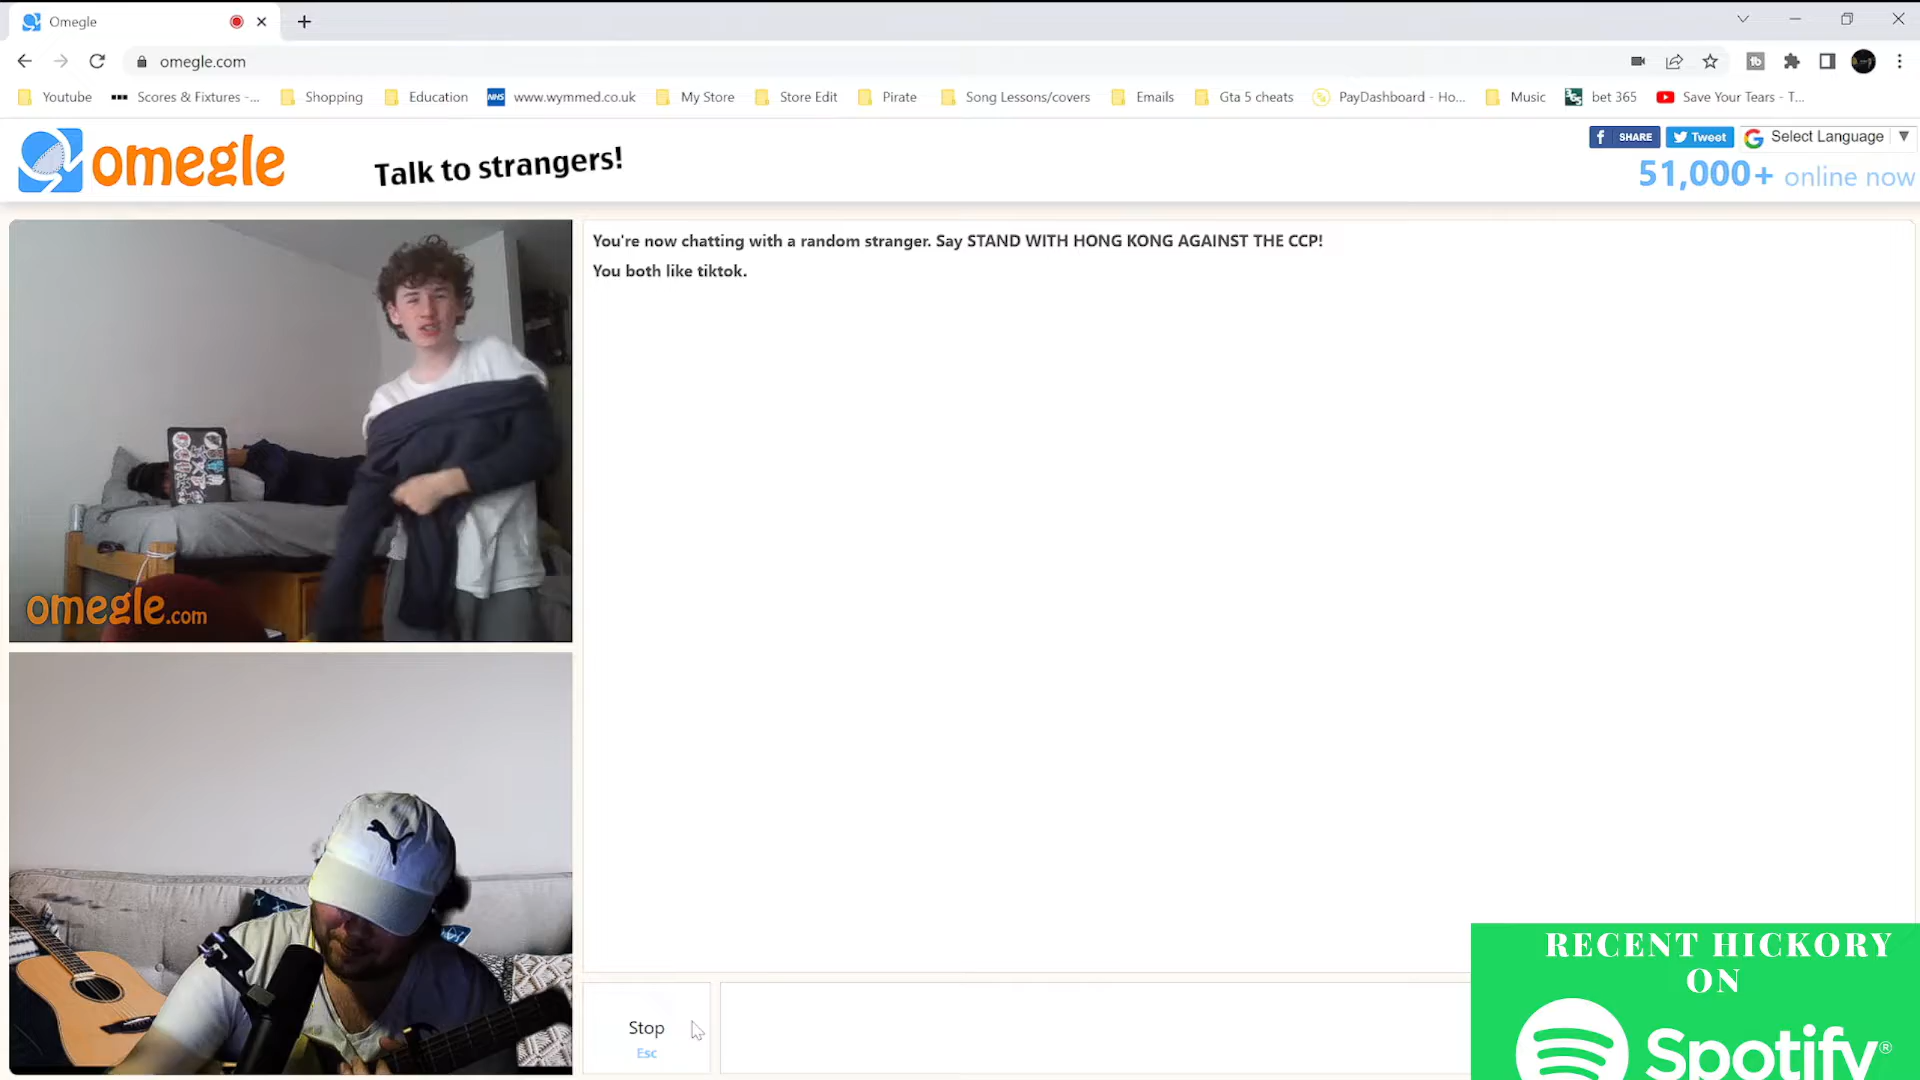 Omegle
omegle.com
Youtube
Scores & Fixtures -...
Shopping
Education
NHS
www.wymmed.co.uk
My Store
Store Edit
Pirate
Song Lessons/covers
Emails
Gta 5 cheats
PayDashboard - Ho...
Music
365
bet 365
Save Your Tears - T...
omegle
Talk to strangers!
f SHARE
Tweet
Select Language
51,000+ online now
You're now chatting with a random stranger. Say STAND WITH HONG KONG AGAINST THE CCP!
You both like tiktok.
omegle.com
Stop
Esc
RECENT HICKORY
ON
Spotify®